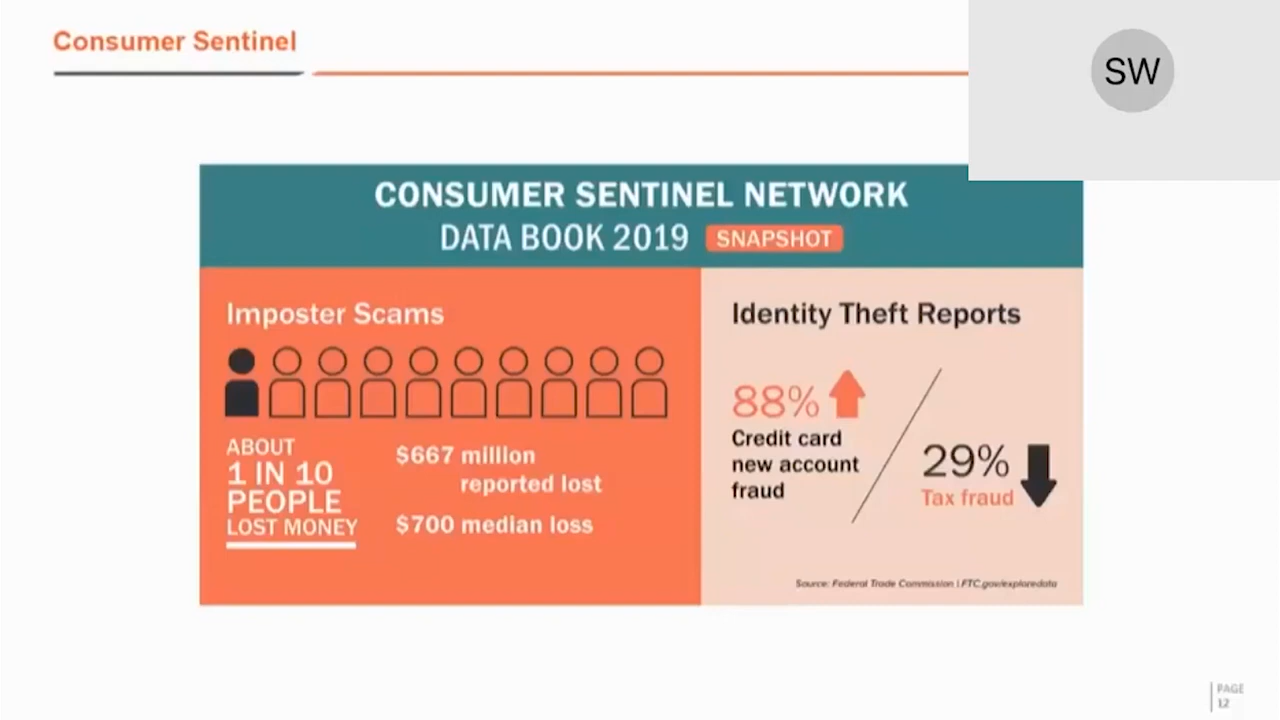 Consumer Sentinel
SW
CONSUMER SENTINEL NETWORK
DATA BOOK 2019 SNAPSHOT
Imposter Scams
ABOUT
1 IN 10
PEOPLE
LOST MONEY
$667 million
reported lost
$700 median loss
Identity Theft Reports
88%
Credit card
new account
fraud
29%
Tax fraud
Source: Federal Trade Commission | FTC.gov/exploredata
PAGE
12